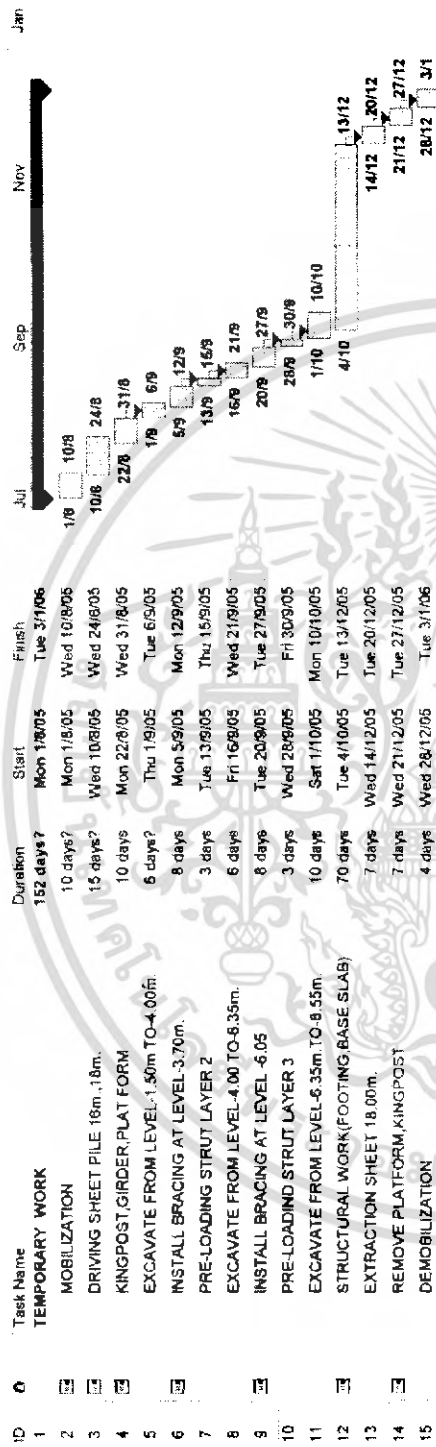 ID Task Name Duration Start Finish Jul Sep Nov Jan
1 TEMPORARY WORK 152 days? Mon 1/8/05 Tue 3/1/06
2 MOBILIZATION 10 days? Mon 1/8/05 Wed 10/8/05 1/8 10/8
3 DRIVING SHEET PILE 16m.,18m. 15 days? Wed 10/8/05 Wed 24/8/05 10/8 24/8
4 KINGPOST,GIRDER,PLAT FORM 10 days Mon 22/8/05 Wed 31/8/05 22/8 31/8
5 EXCAVATE FROM LEVEL-1.50m TO-4.00m. 6 days? Thu 1/9/05 Tue 6/9/05 1/9 6/9
6 INSTALL BRACING AT LEVEL-3.70m. 8 days Mon 5/9/05 Mon 12/9/05 5/9 12/9
7 PRE-LOADING STRUT LAYER 2 3 days Tue 13/9/05 Thu 15/9/05 13/9 15/9
8 EXCAVATE FROM LEVEL-4.00 TO-6.35m. 6 days Fri 16/9/05 Wed 21/9/05 16/9 21/9
9 INSTALL BRACING AT LEVEL -6.05 8 days Tue 20/9/05 Tue 27/9/05 20/9 27/9
10 PRE-LOADIND STRUT LAYER 3 3 days Wed 28/9/05 Fri 30/9/05 28/9 30/9
11 EXCAVATE FROM LEVEL-6.35m TO-8.55m. 10 days Sat 1/10/05 Mon 10/10/05 1/10 10/10
12 STRUCTURAL WORK(FOOTING,BASE SLAB) 70 days Tue 4/10/05 Tue 13/12/05 4/10 13/12
13 EXTRACTION SHEET 18.00m. 7 days Wed 14/12/05 Tue 20/12/05 14/12 20/12
14 REMOVE PLATFORM,KINGPOST 7 days Wed 21/12/05 Tue 27/12/05 21/12 27/12
15 DEMOBILIZATION 4 days Wed 28/12/05 Tue 3/1/06 28/12 3/1